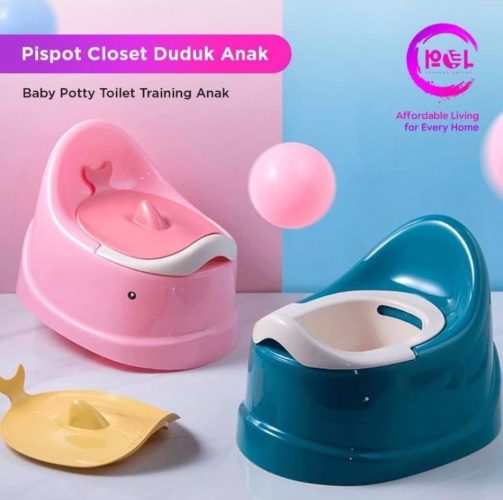 Pispot Closet Duduk Anak
Baby Potty Toilet Training Anak
Affordable Living
for Every Home